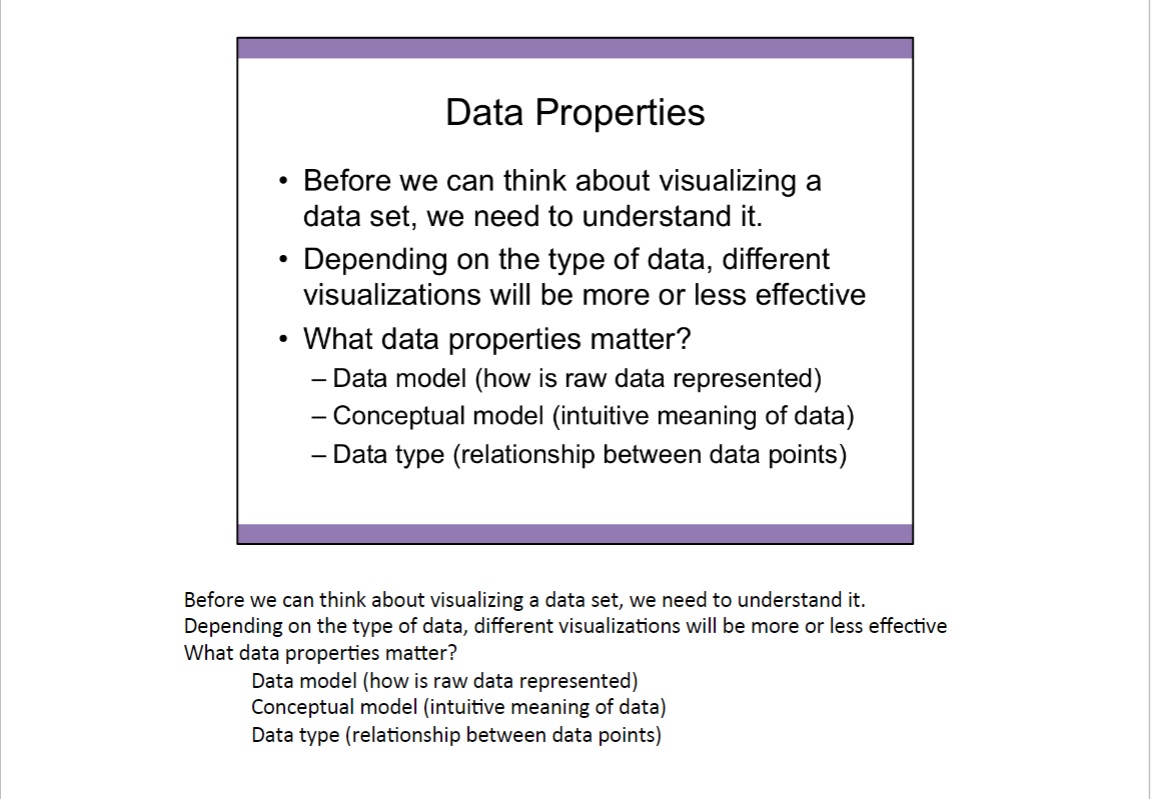 Data Properties
• Before we can think about visualizing a
data set, we need to understand it.
• Depending on the type of data, different
visualizations will be more or less effective
• What data properties matter?
– Data model (how is raw data represented)
– Conceptual model (intuitive meaning of data)
– Data type (relationship between data points)
Before we can think about visualizing a data set, we need to understand it.
Depending on the type of data, different visualizations will be more or less effective
What data properties matter?
Data model (how is raw data represented)
Conceptual model (intuitive meaning of data)
Data type (relationship between data points)